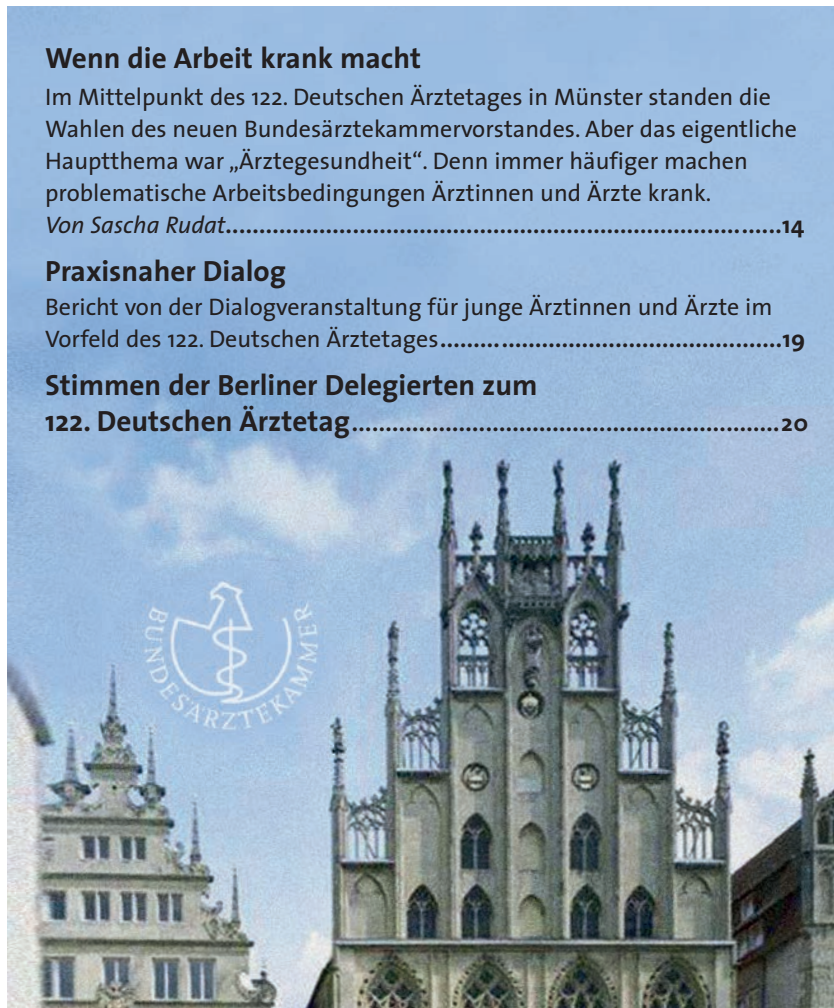 Wenn die Arbeit krank macht
Im Mittelpunkt des 122. Deutschen Ärztetages in Münster standen die
Wahlen des neuen Bundesärztekammervorstandes. Aber das eigentliche
Hauptthema war „Ärztegesundheit“. Denn immer häufiger machen
problematische Arbeitsbedingungen Ärztinnen und Ärzte krank.
Von Sascha Rudat....................................................................................14
Praxisnaher Dialog
Bericht von der Dialogveranstaltung für junge Ärztinnen und Ärzte im
Vorfeld des 122. Deutschen Ärztetages....................................................19
Stimmen der Berliner Delegierten zum
122. Deutschen Ärztetag................................................................20
BUNDESÄRZTEKAMMER